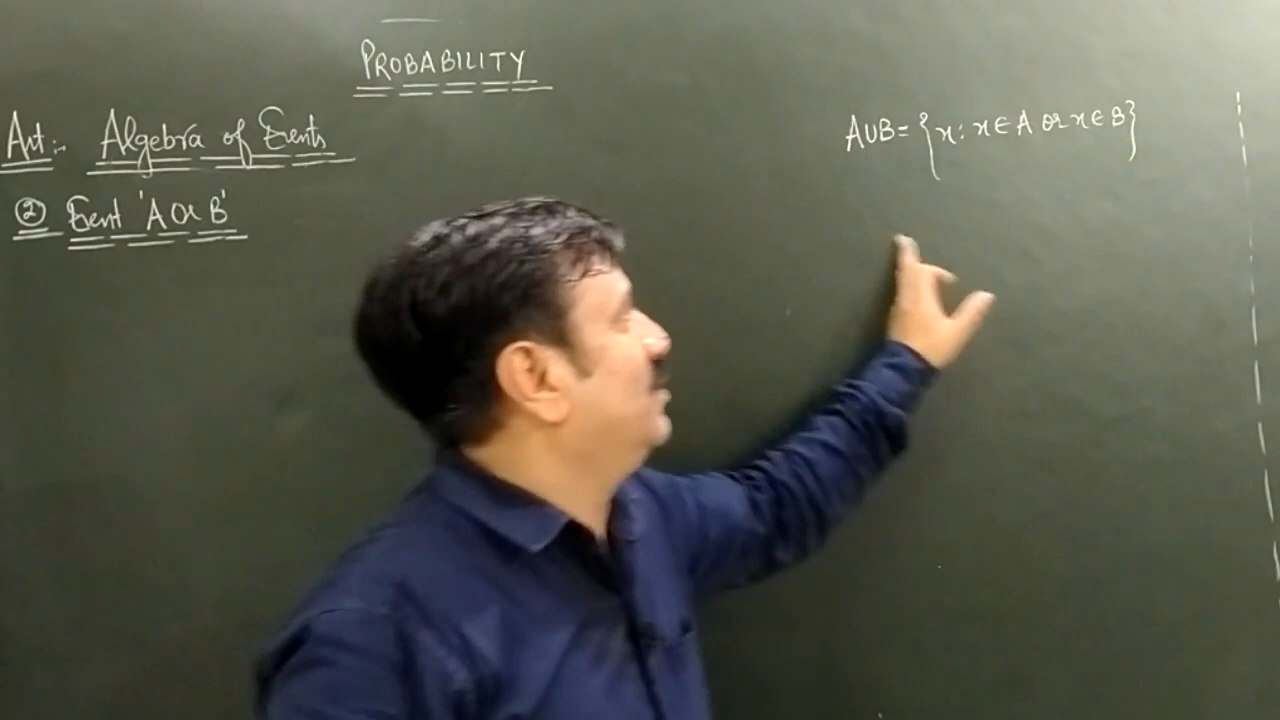 PROBABILITY
Art:- Algebra of Events
② Event 'A or B'
A∪B = {x : x ∈ A or x ∈ B}